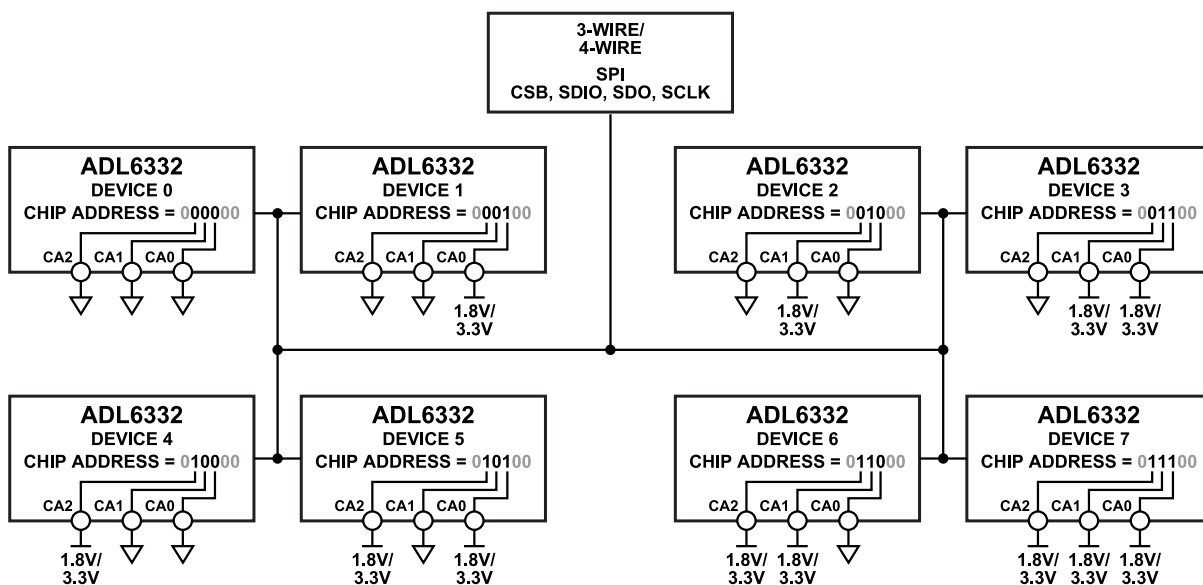 3-WIRE/
4-WIRE
SPI
CSB, SDIO, SDO, SCLK
ADL6332
DEVICE 0
CHIP ADDRESS = 000000
CA2 CA1 CA0
ADL6332
DEVICE 1
CHIP ADDRESS = 000100
CA2 CA1 CA0
1.8V/
3.3V
ADL6332
DEVICE 2
CHIP ADDRESS = 001000
CA2 CA1 CA0
1.8V/
3.3V
ADL6332
DEVICE 3
CHIP ADDRESS = 001100
CA2 CA1 CA0
1.8V/ 1.8V/
3.3V 3.3V
ADL6332
DEVICE 4
CHIP ADDRESS = 010000
CA2 CA1 CA0
1.8V/
3.3V
ADL6332
DEVICE 5
CHIP ADDRESS = 010100
CA2 CA1 CA0
1.8V/ 1.8V/
3.3V 3.3V
ADL6332
DEVICE 6
CHIP ADDRESS = 011000
CA2 CA1 CA0
1.8V/ 1.8V/
3.3V 3.3V
ADL6332
DEVICE 7
CHIP ADDRESS = 011100
CA2 CA1 CA0
1.8V/ 1.8V/ 1.8V/
3.3V 3.3V 3.3V